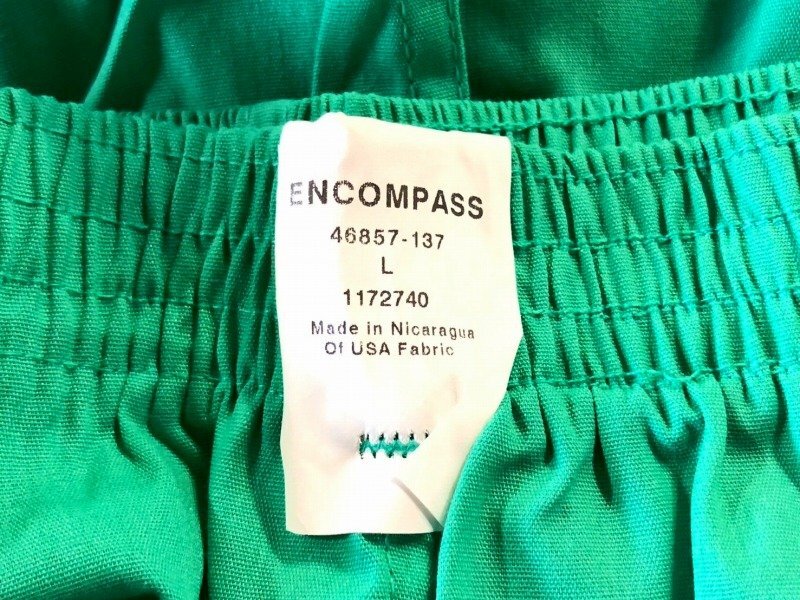 ENCOMPASS
46857-137
L
1172740
Made in Nicaragua
Of USA Fabric